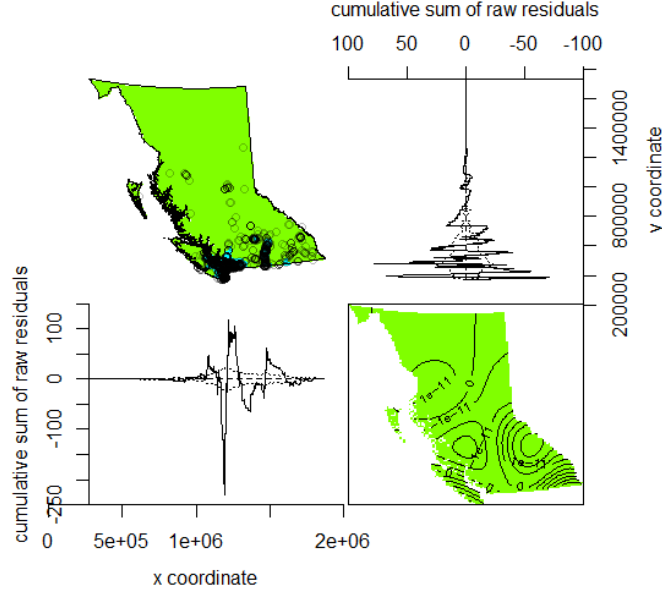 cumulative sum of raw residuals
100 50 0 -50 -100
200000 800000 1400000
y coordinate
cumulative sum of raw residuals
-250 -100 0 100
0 5e+05 1e+06 2e+06
x coordinate
1e-11
1e-11
0
1e-11
0
0